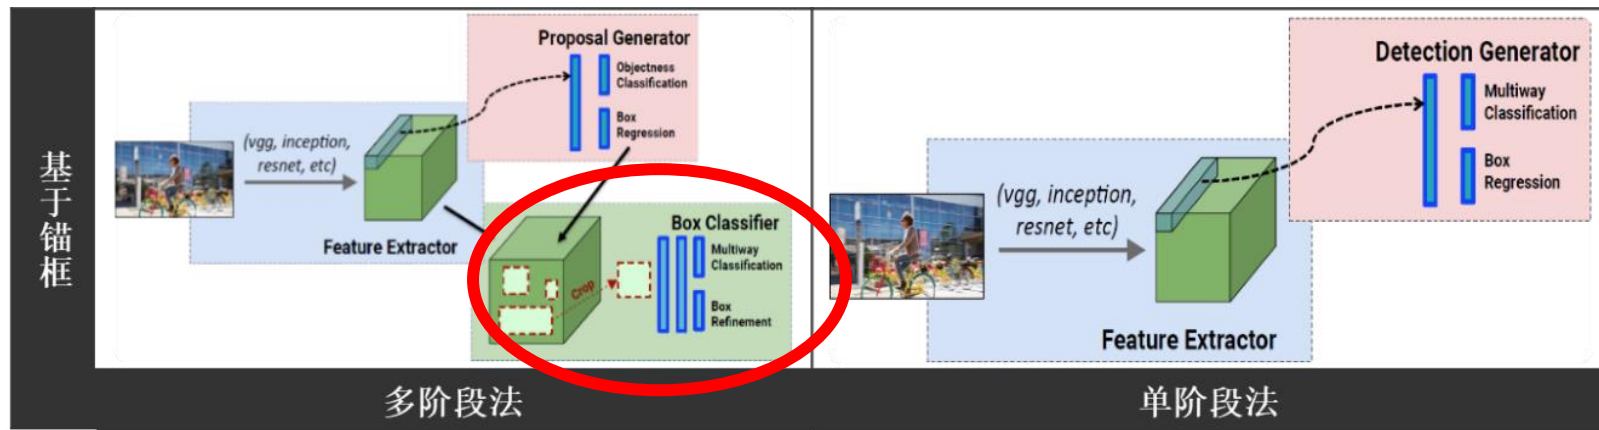 基于锚框
Proposal Generator
Objectness
Classification
Box
Regression
(vgg, inception,
resnet, etc)
Feature Extractor
Box Classifier
Multiway
Classification
Crop
Box
Refinement
多阶段法
Detection Generator
Multiway
Classification
Box
Regression
(vgg, inception,
resnet, etc)
Feature Extractor
单阶段法